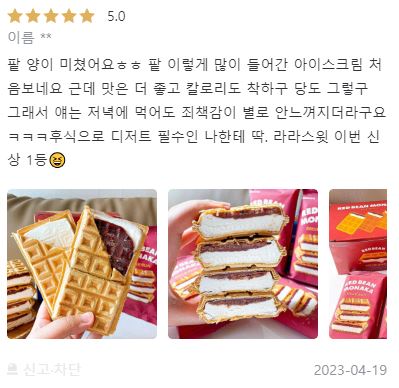 5.0
이름 **
팥 양이 미쳤어요ㅎㅎ 팥 이렇게 많이 들어간 아이스크림 처
음보네요 근데 맛은 더 좋고 칼로리도 착하구 당도 그렇구
그래서 얘는 저녁에 먹어도 죄책감이 별로 안느껴지더라구요
ㅋㅋㅋ후식으로 디저트 필수인 나한테 딱. 라라스윗 이번 신
상 1등😆
RED BEAN MONAKA
RED BEAN
MONAKA
신고·차단
2023-04-19